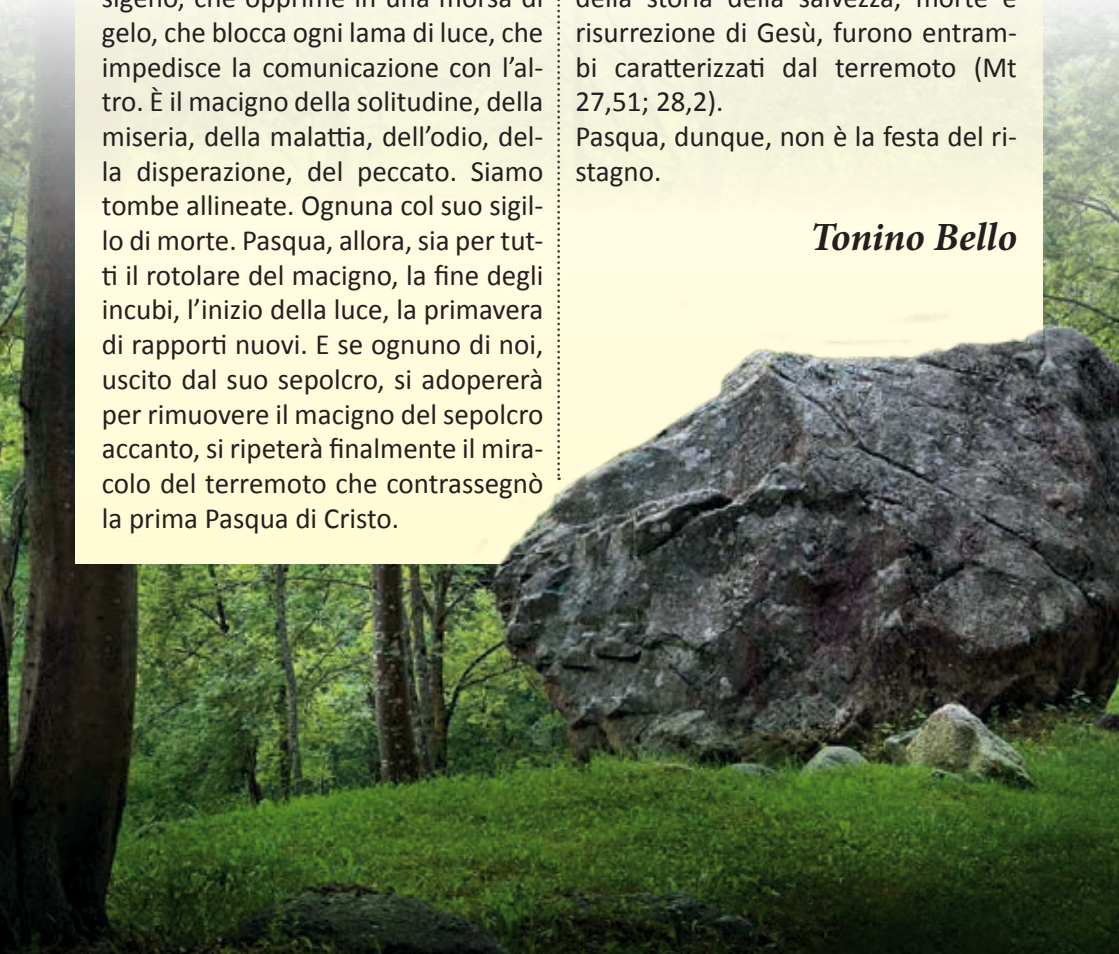 sigeno, che opprime in una morsa di
gelo, che blocca ogni lama di luce, che
impedisce la comunicazione con l’al-
tro. È il macigno della solitudine, della
miseria, della malattia, dell’odio, del-
la disperazione, del peccato. Siamo
tombe allineate. Ognuna col suo sigil-
lo di morte. Pasqua, allora, sia per tut-
ti il rotolare del macigno, la fine degli
incubi, l’inizio della luce, la primavera
di rapporti nuovi. E se ognuno di noi,
uscito dal suo sepolcro, si adopererà
per rimuovere il macigno del sepolcro
accanto, si ripeterà finalmente il mira-
colo del terremoto che contrassegnò
la prima Pasqua di Cristo.
della storia della salvezza, morte e
risurrezione di Gesù, furono entram-
bi caratterizzati dal terremoto (Mt
27,51; 28,2).
Pasqua, dunque, non è la festa del ri-
stagno.
Tonino Bello